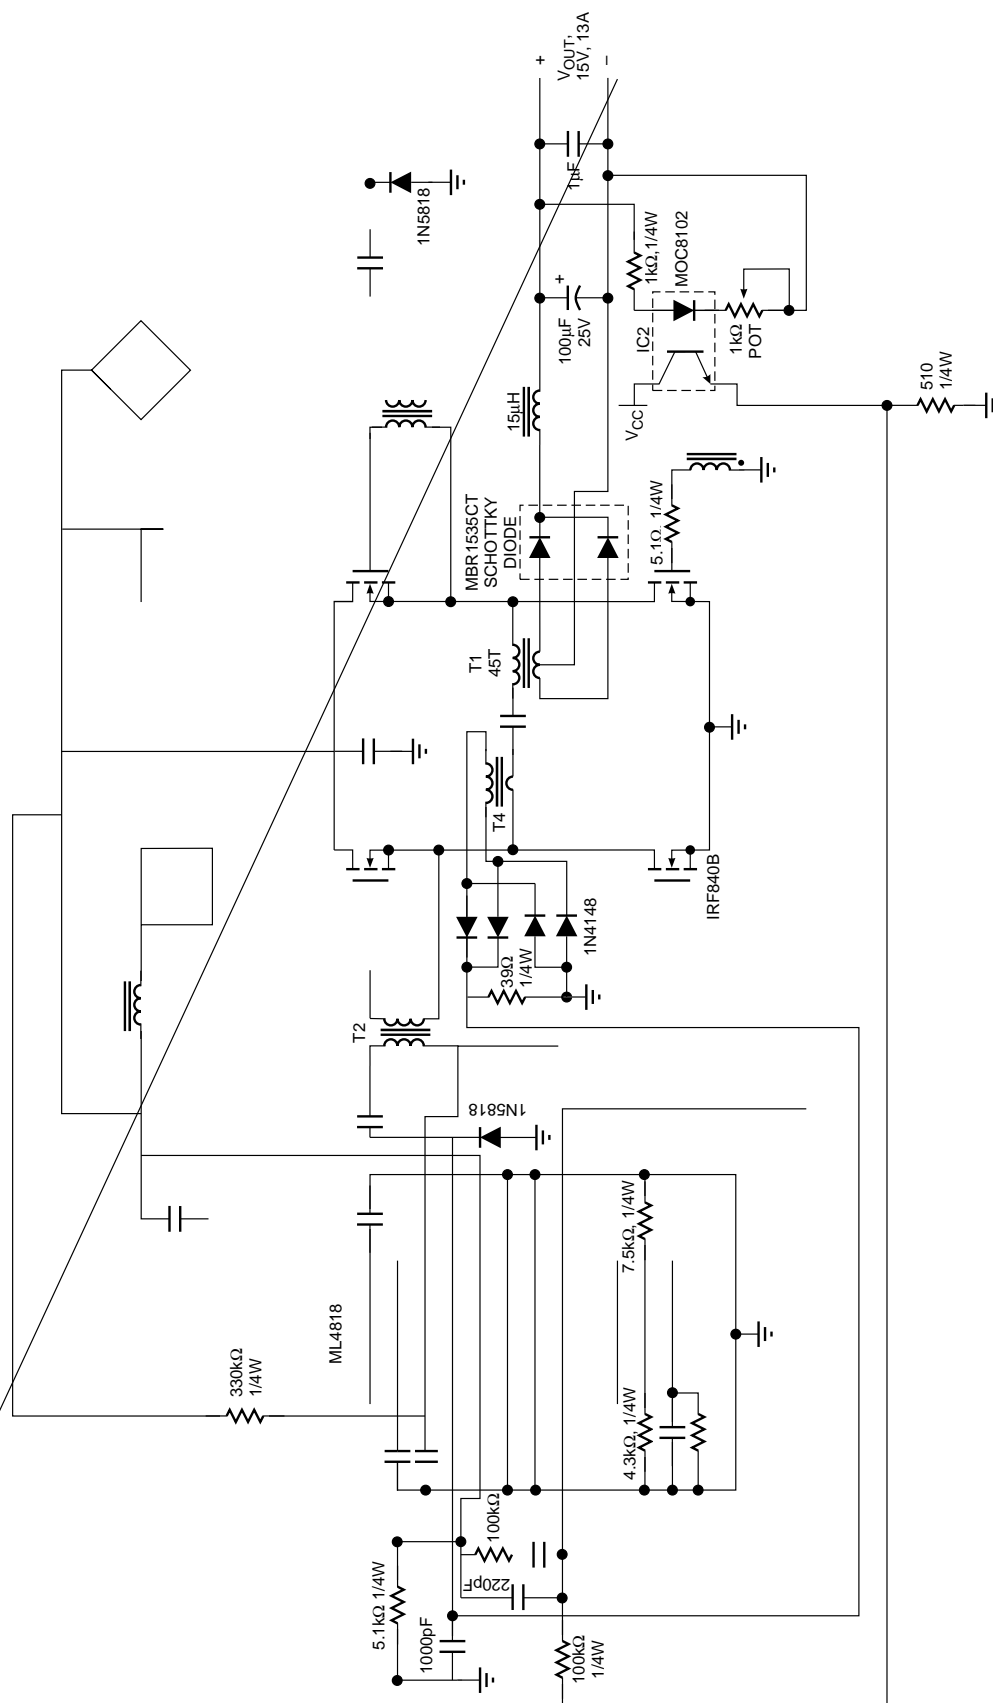 V_OUT,
15V, 13A
+
–
1µF
1N5818
1kΩ, 1/4W
MOC8102
+
100µF
25V
IC2
1kΩ
POT
V_CC
510
1/4W
15µH
MBR1535CT
SCHOTTKY
DIODE
5.1Ω, 1/4W
T1
45T
T4
IRF840B
1N4148
39Ω
1/4W
T2
1N5818
7.5kΩ, 1/4W
ML4818
330kΩ
1/4W
4.3kΩ, 1/4W
100kΩ
220pF
5.1kΩ 1/4W
1000pF
100kΩ
1/4W